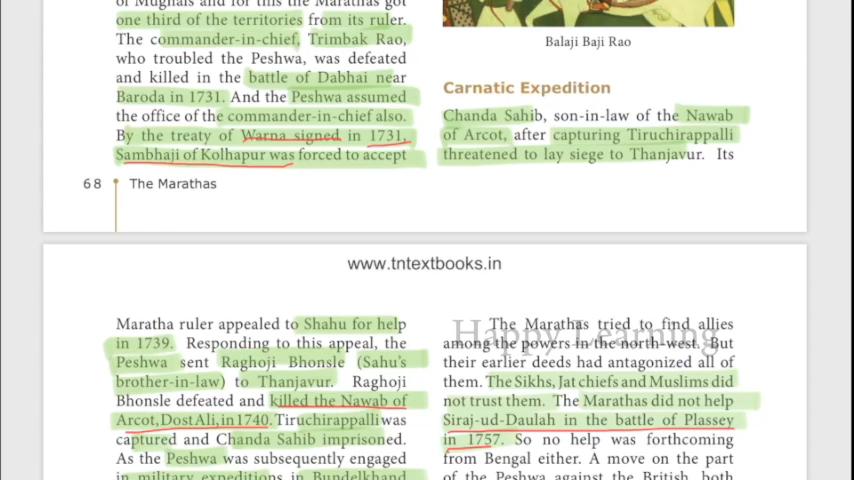 of Mughals and for this the Marathas got
one third of the territories from its ruler.
The commander-in-chief, Trimbak Rao,
who troubled the Peshwa, was defeated
and killed in the battle of Dabhai near
Baroda in 1731. And the Peshwa assumed
the office of the commander-in-chief also.
By the treaty of Warna signed in 1731,
Sambhaji of Kolhapur was forced to accept
Balaji Baji Rao
Carnatic Expedition
Chanda Sahib, son-in-law of the Nawab
of Arcot, after capturing Tiruchirappalli
threatened to lay siege to Thanjavur. Its
68 The Marathas
www.tntextbooks.in
Maratha ruler appealed to Shahu for help
in 1739. Responding to this appeal, the
Peshwa sent Raghoji Bhonsle (Sahu's
brother-in-law) to Thanjavur. Raghoji
Bhonsle defeated and killed the Nawab of
Arcot, Dost Ali, in 1740. Tiruchirappalli was
captured and Chanda Sahib imprisoned.
As the Peshwa was subsequently engaged
in military expeditions in Bundelkhand
Happy Learning
The Marathas tried to find allies
among the powers in the north-west. But
their earlier deeds had antagonized all of
them. The Sikhs, Jat chiefs and Muslims did
not trust them. The Marathas did not help
Siraj-ud-Daulah in the battle of Plassey
in 1757. So no help was forthcoming
from Bengal either. A move on the part
of the Peshwa against the British, both